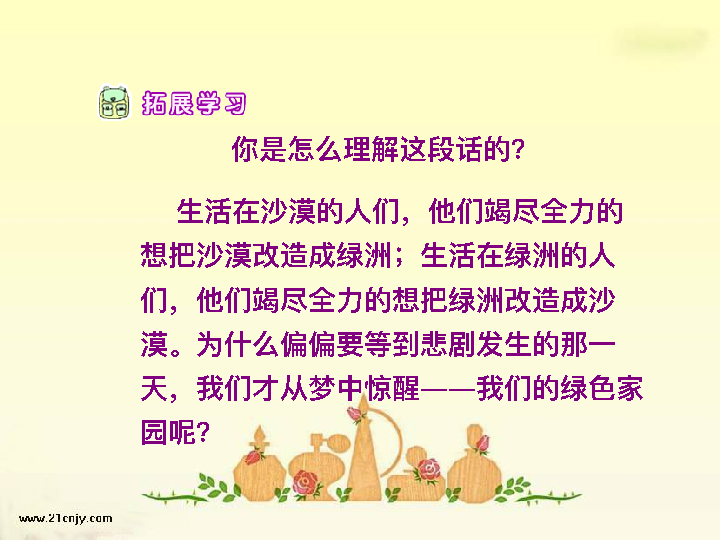 拓展学习
你是怎么理解这段话的？
生活在沙漠的人们，他们竭尽全力的
想把沙漠改造成绿洲；生活在绿洲的人
们，他们竭尽全力的想把绿洲改造成沙
漠。为什么偏偏要等到悲剧发生的那一
天，我们才从梦中惊醒——我们的绿色家
园呢？
www.21cnjy.com